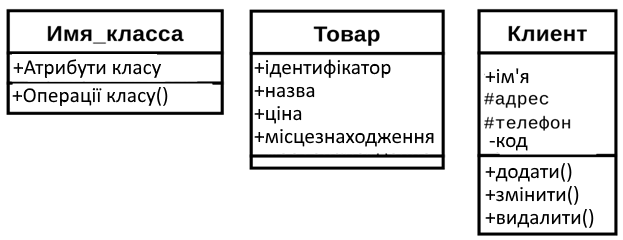 Имя_класса
+Атрибути класу
+Операції класу()
Товар
+ідентифікатор
+назва
+ціна
+місцезнаходження
Клиент
+ім'я
#адрес
#телефон
-код
+додати()
+змінити()
+видалити()